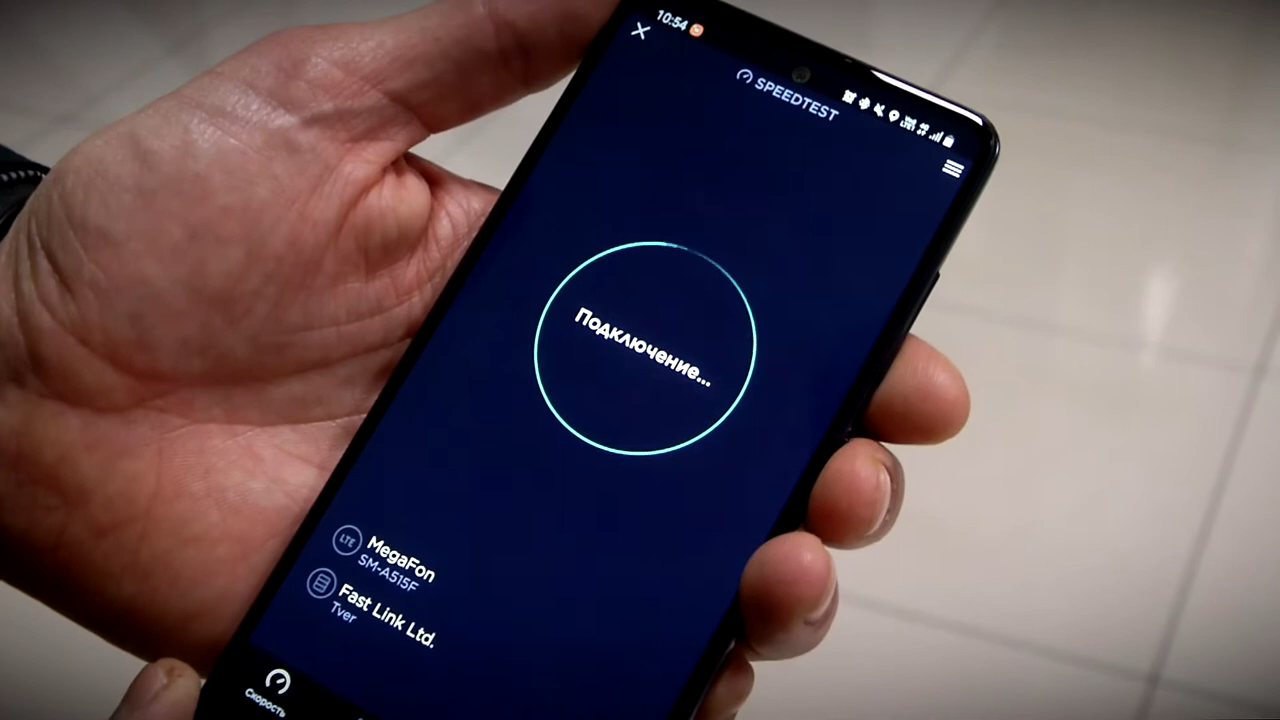 10:54
SPEEDTEST
Подключение...
LTE
MegaFon
SM-A515F
Fast Link Ltd.
Tver
Скорость